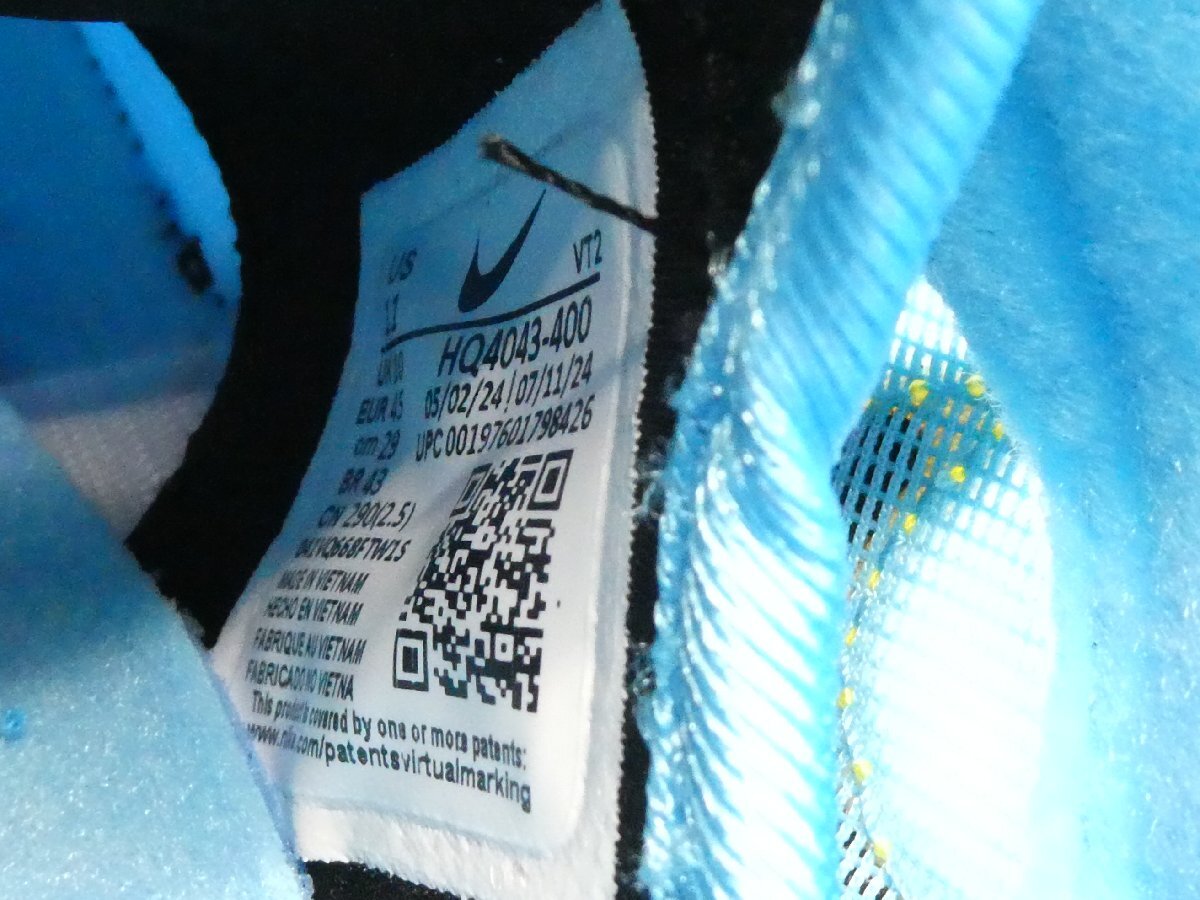 US
11
VT2
HQ4043-400
EUR 45
05/02/24 | 07/11/24
cm 29
UPC 00197601798426
BR 43
CN 290(2.5)
MADE IN VIETNAM
HECHO EN VIETNAM
FABRIQUE AU VIETNAM
FABRICADO NO VIETNA
This product is covered by one or more patents:
www.nike.com/patentsvirtualmarking